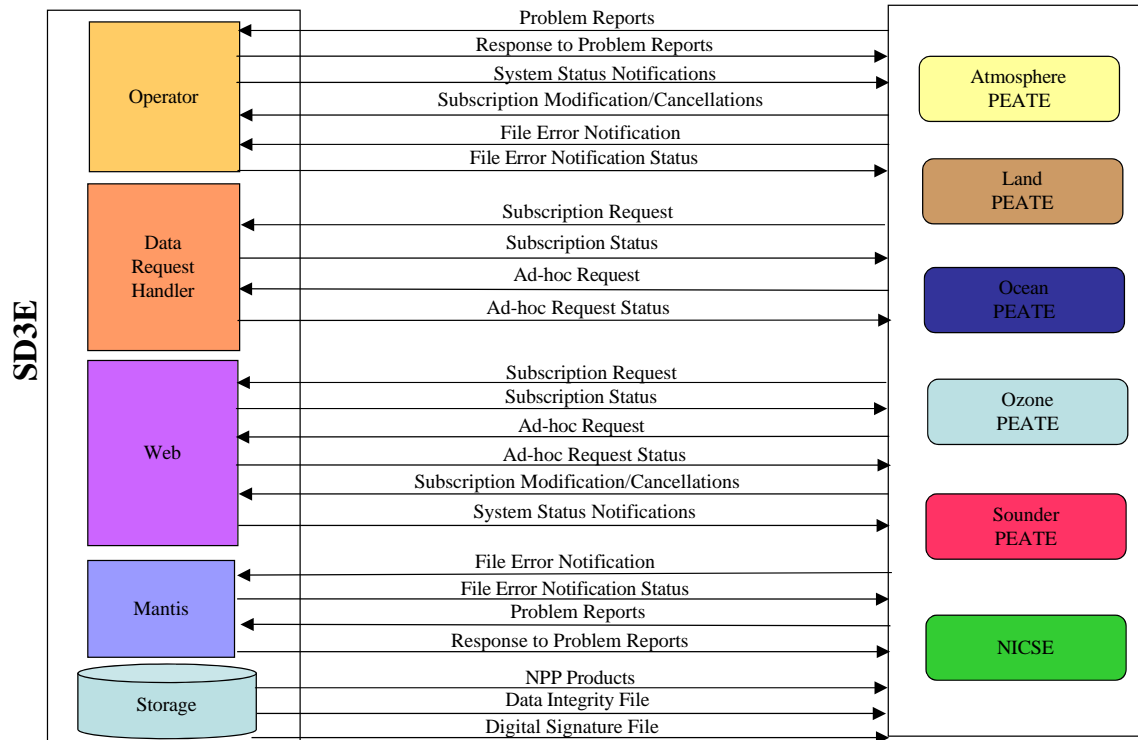 SD3E
Operator
Problem Reports
Response to Problem Reports
System Status Notifications
Subscription Modification/Cancellations
File Error Notification
File Error Notification Status
Data
Request
Handler
Subscription Request
Subscription Status
Ad-hoc Request
Ad-hoc Request Status
Web
Subscription Request
Subscription Status
Ad-hoc Request
Ad-hoc Request Status
Subscription Modification/Cancellations
System Status Notifications
Mantis
File Error Notification
File Error Notification Status
Problem Reports
Response to Problem Reports
Storage
NPP Products
Data Integrity File
Digital Signature File
Atmosphere
PEATE
Land
PEATE
Ocean
PEATE
Ozone
PEATE
Sounder
PEATE
NICSE